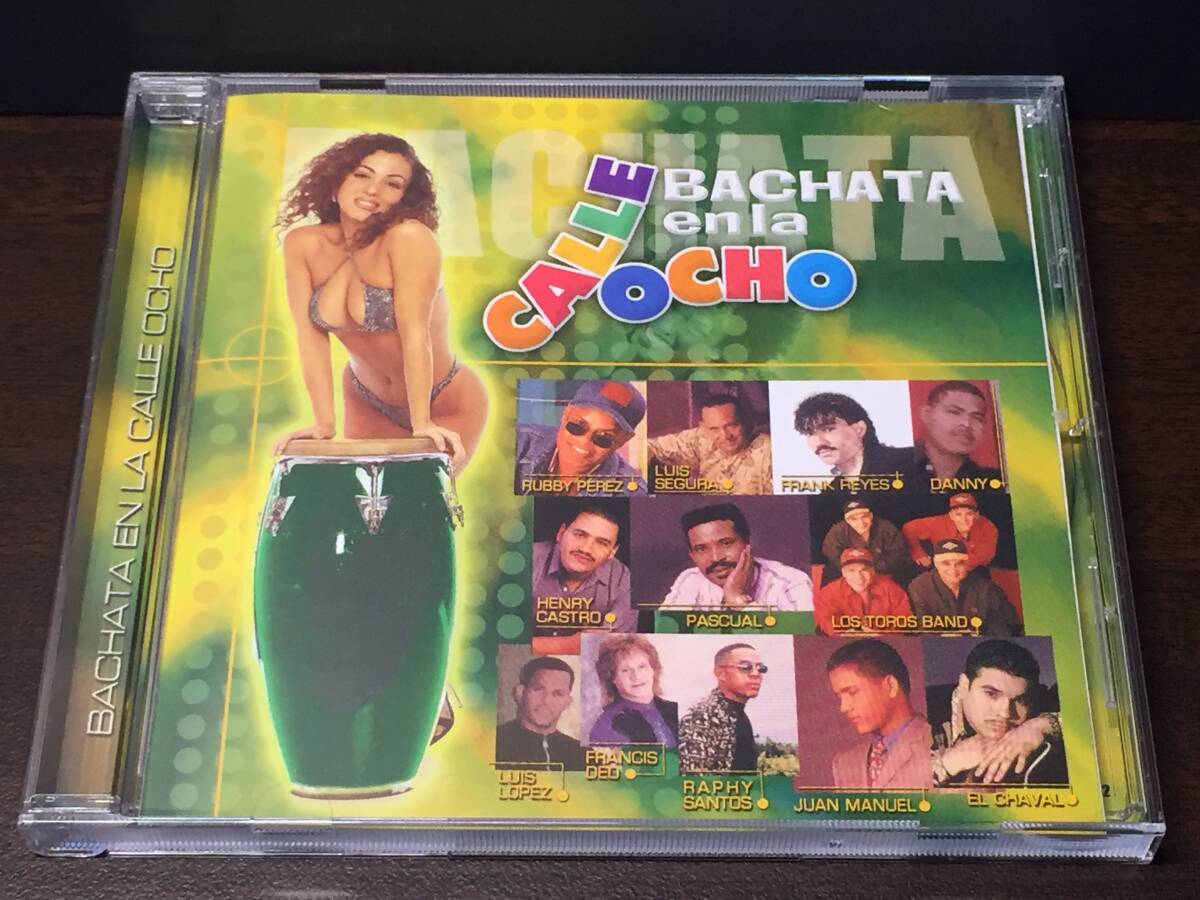 BACHATA EN LA CALLE OCHO
BACHATA
BACHATA
en la
CALLE
OCHO
RUBBY PEREZ
LUIS
SEGURA
FRANK REYES
DANNY
HENRY
CASTRO
PASCUAL
LOS TOROS BAND
LUIS
LOPEZ
FRANCIS
DEO
RAPHY
SANTOS
JUAN MANUEL
EL CHAVAL
2